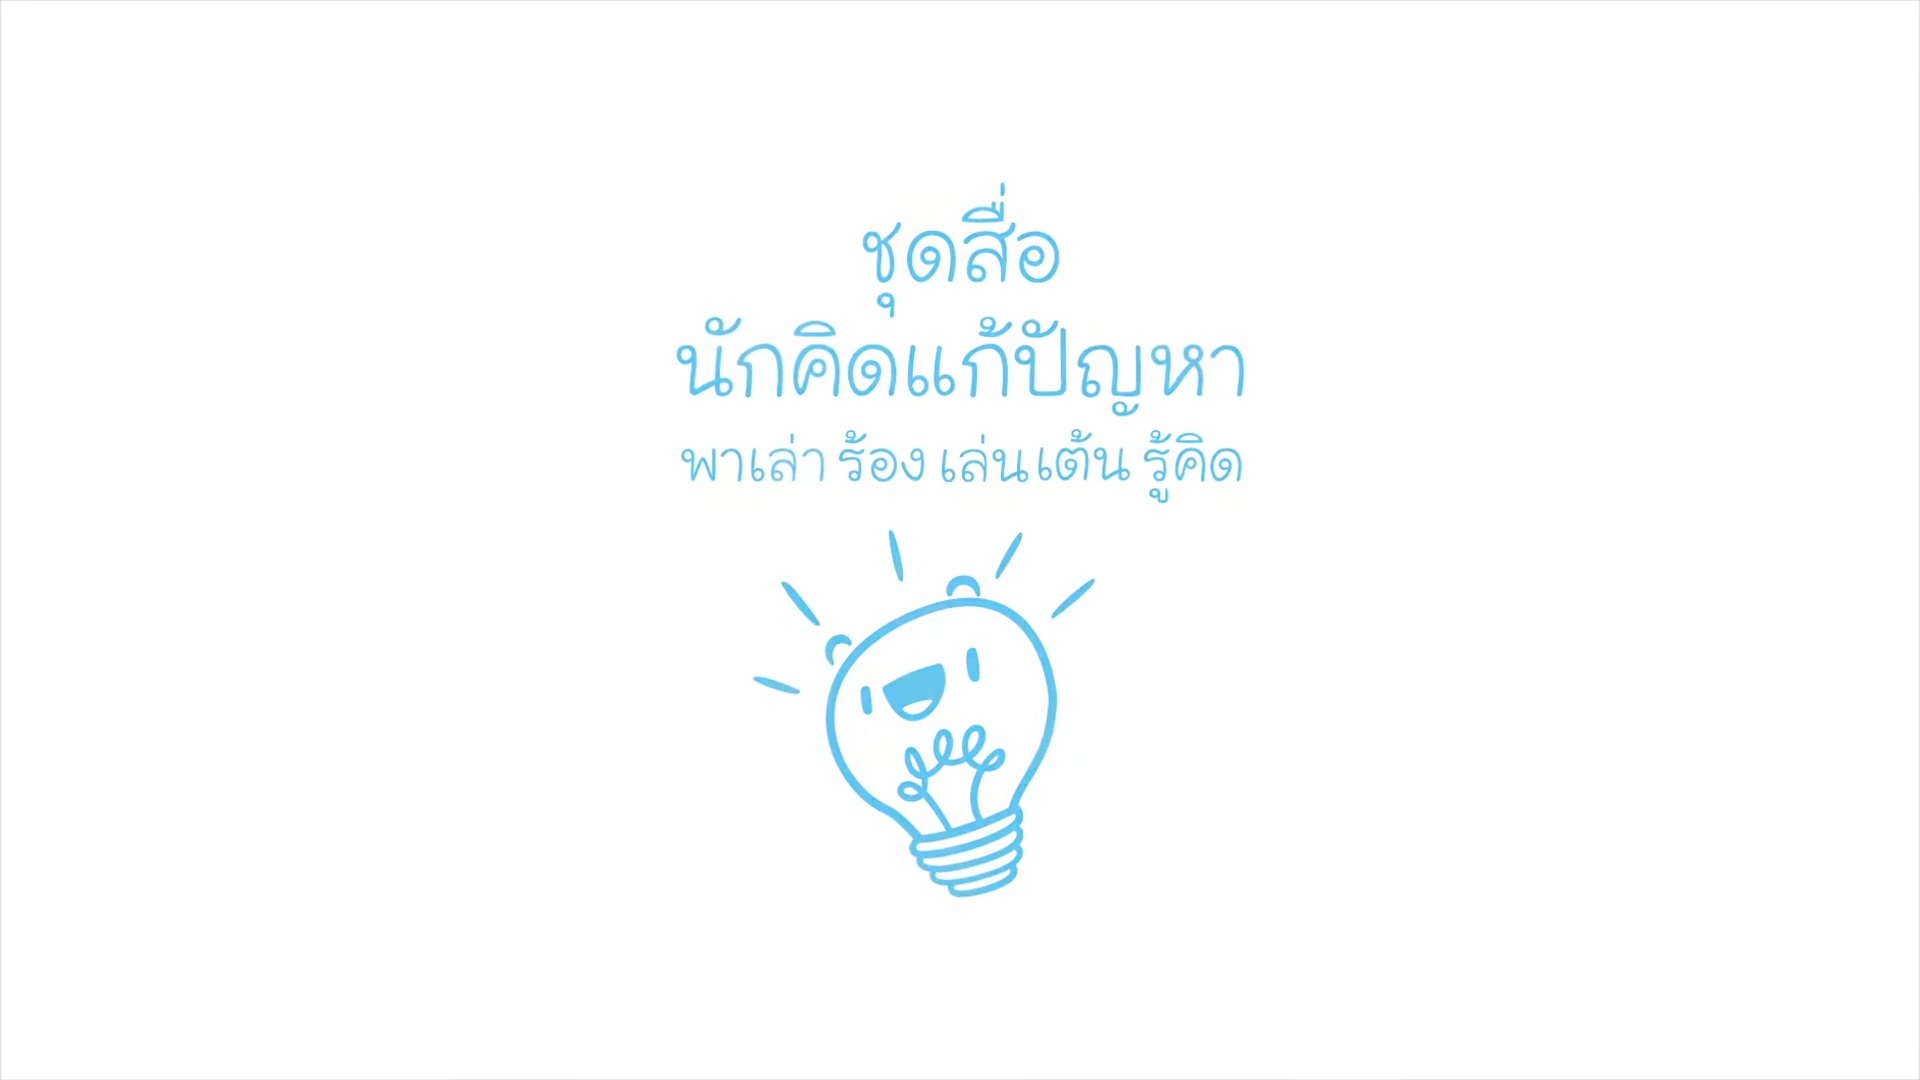 ชุดสื่อ
นักคิดแก้ปัญหา
พาเล่า ร้อง เล่นเต้น รู้คิด